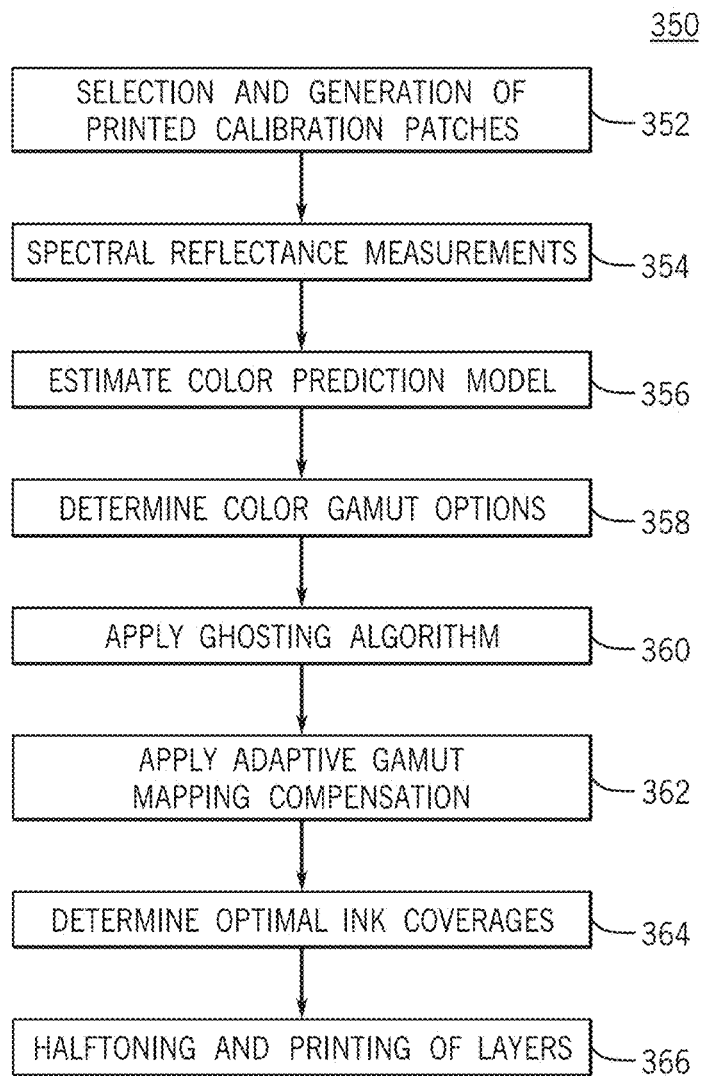 350
SELECTION AND GENERATION OF
PRINTED CALIBRATION PATCHES
352
SPECTRAL REFLECTANCE MEASUREMENTS
354
ESTIMATE COLOR PREDICTION MODEL
356
DETERMINE COLOR GAMUT OPTIONS
358
APPLY GHOSTING ALGORITHM
360
APPLY ADAPTIVE GAMUT
MAPPING COMPENSATION
362
DETERMINE OPTIMAL INK COVERAGES
364
HALFTONING AND PRINTING OF LAYERS
366